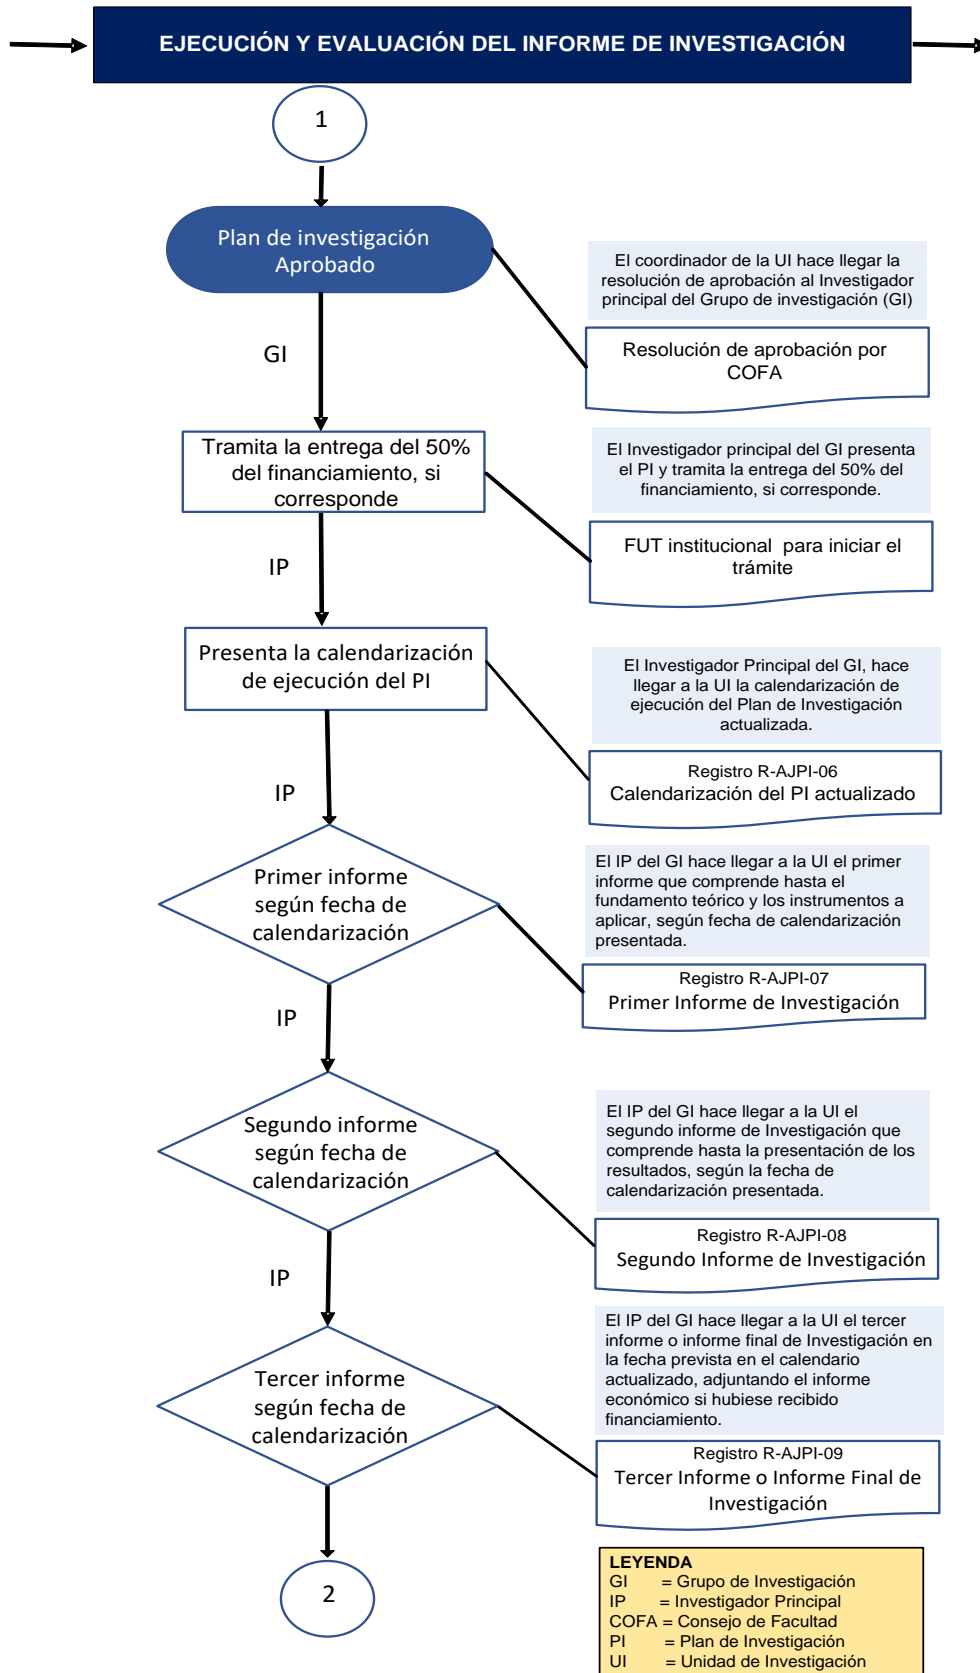 EJECUCIÓN Y EVALUACIÓN DEL INFORME DE INVESTIGACIÓN
1
Plan de investigación
Aprobado
El coordinador de la UI hace llegar la
resolución de aprobación al Investigador
principal del Grupo de investigación (GI)
Resolución de aprobación por
COFA
GI
Tramita la entrega del 50%
del financiamiento, si
corresponde
El Investigador principal del GI presenta
el PI y tramita la entrega del 50% del
financiamiento, si corresponde.
FUT institucional para iniciar el
trámite
IP
Presenta la calendarización
de ejecución del PI
El Investigador Principal del GI, hace
llegar a la UI la calendarización de
ejecución del Plan de Investigación
actualizada.
Registro R-AJPI-06
Calendarización del PI actualizado
IP
Primer informe
según fecha de
calendarización
El IP del GI hace llegar a la UI el primer
informe que comprende hasta el
fundamento teórico y los instrumentos a
aplicar, según fecha de calendarización
presentada.
Registro R-AJPI-07
Primer Informe de Investigación
IP
Segundo informe
según fecha de
calendarización
El IP del GI hace llegar a la UI el
segundo informe de Investigación que
comprende hasta la presentación de los
resultados, según la fecha de
calendarización presentada.
Registro R-AJPI-08
Segundo Informe de Investigación
IP
Tercer informe
según fecha de
calendarización
El IP del GI hace llegar a la UI el tercer
informe o informe final de Investigación en
la fecha prevista en el calendario
actualizado, adjuntando el informe
económico si hubiese recibido
financiamiento.
Registro R-AJPI-09
Tercer Informe o Informe Final de
Investigación
2
LEYENDA
GI = Grupo de Investigación
IP = Investigador Principal
COFA = Consejo de Facultad
PI = Plan de Investigación
UI = Unidad de Investigación